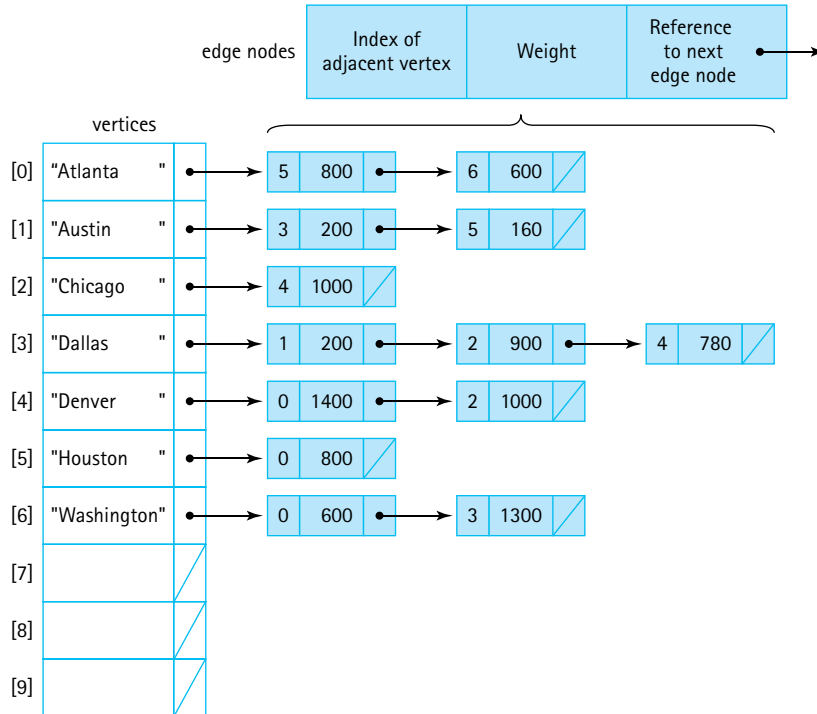 edge nodes
Index of
adjacent vertex
Weight
Reference
to next
edge node
vertices
[0] "Atlanta " 5 800 6 600
[1] "Austin " 3 200 5 160
[2] "Chicago " 4 1000
[3] "Dallas " 1 200 2 900 4 780
[4] "Denver " 0 1400 2 1000
[5] "Houston " 0 800
[6] "Washington" 0 600 3 1300
[7]
[8]
[9]